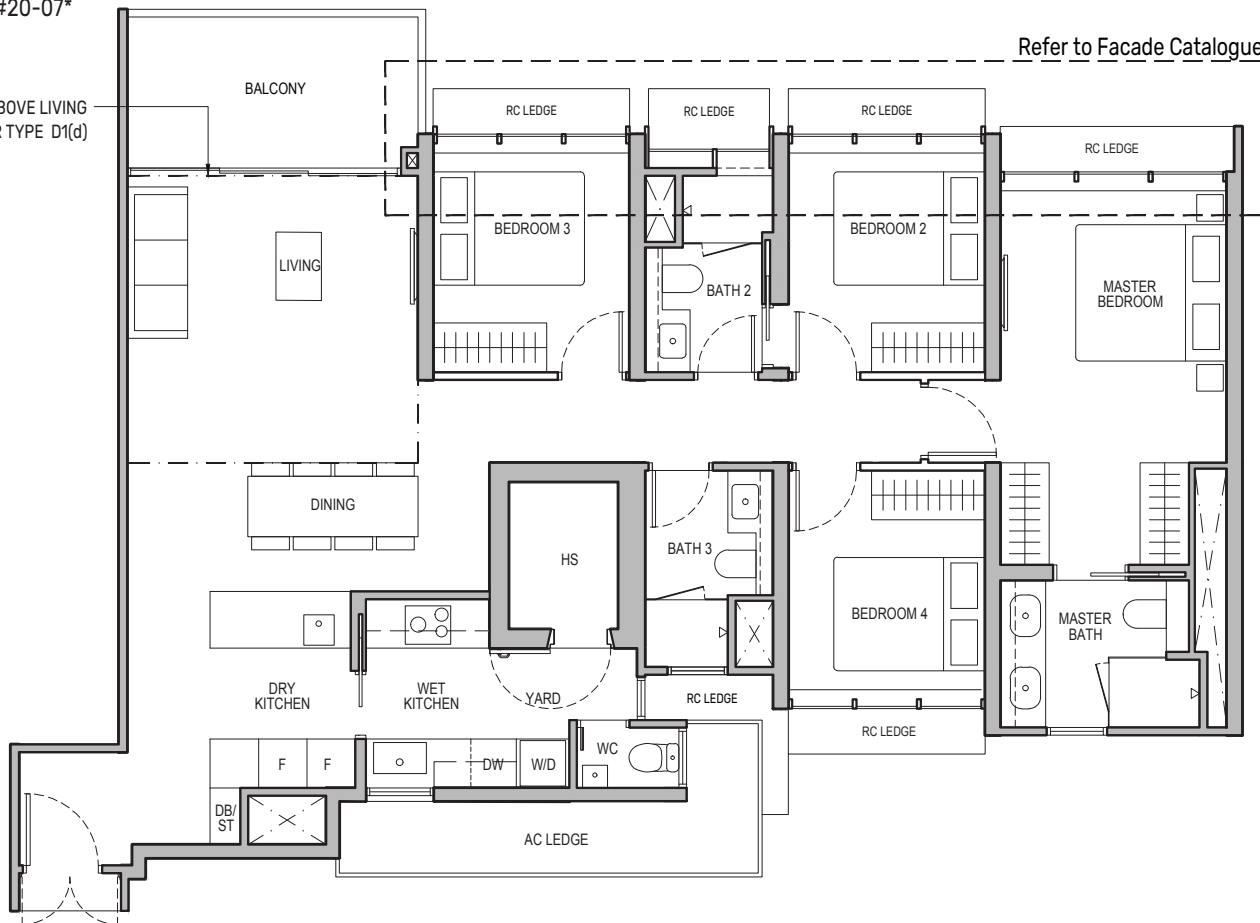 #20-07*
Refer to Facade Catalogue
BALCONY
BOVE LIVING
R TYPE D1(d)
RC LEDGE
RC LEDGE
RC LEDGE
RC LEDGE
BEDROOM 3
BEDROOM 2
LIVING
BATH 2
MASTER
BEDROOM
DINING
HS
BATH 3
BEDROOM 4
MASTER
BATH
DRY
KITCHEN
WET
KITCHEN
YARD
RC LEDGE
RC LEDGE
F
F
DW
W/D
WC
DB/
ST
AC LEDGE